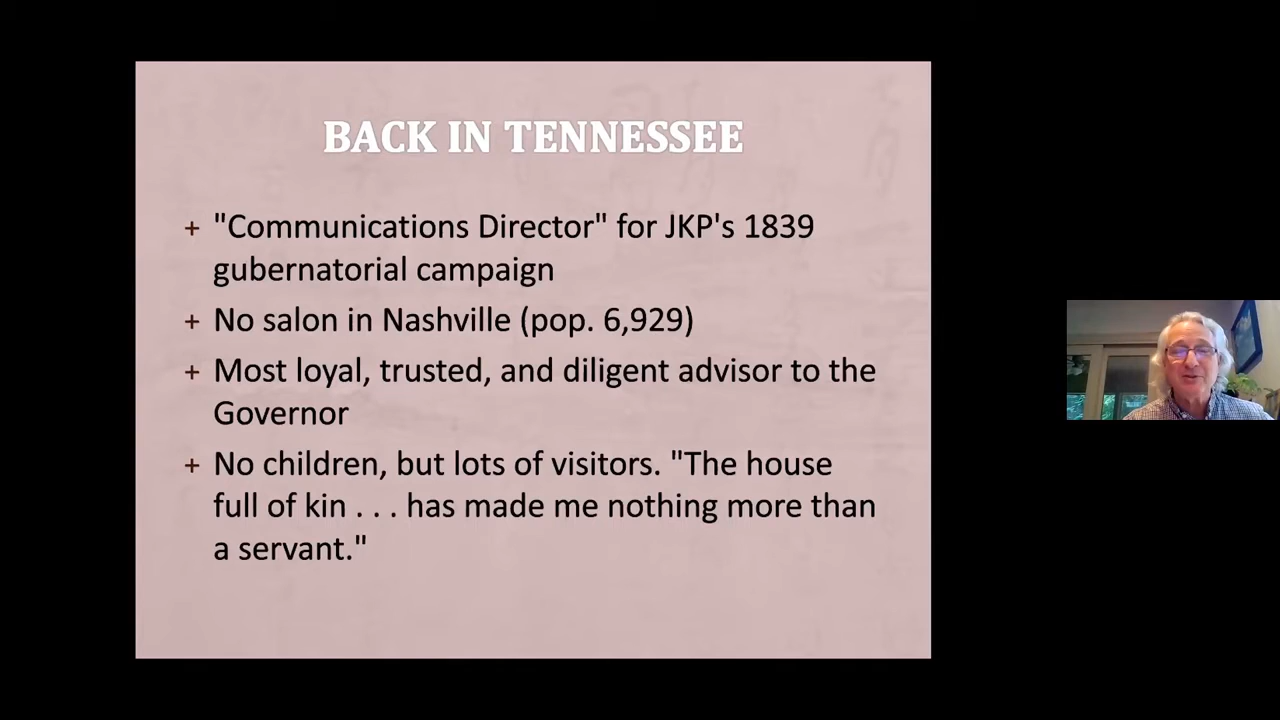 BACK IN TENNESSEE
+ "Communications Director" for JKP's 1839
gubernatorial campaign
+ No salon in Nashville (pop. 6,929)
+ Most loyal, trusted, and diligent advisor to the
Governor
+ No children, but lots of visitors. "The house
full of kin . . . has made me nothing more than
a servant."